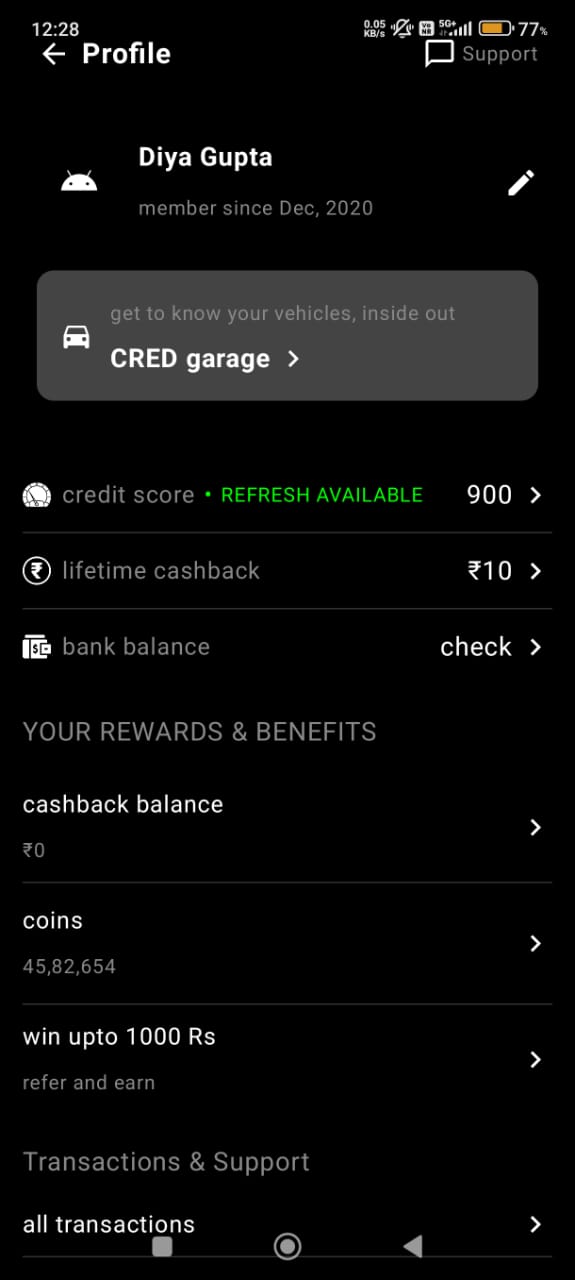 12:28
0.05 KB/s
Vo NR
5G+
77%
Profile
Support
Diya Gupta
member since Dec, 2020
get to know your vehicles, inside out
CRED garage
credit score • REFRESH AVAILABLE 900
lifetime cashback ₹10
bank balance check
YOUR REWARDS & BENEFITS
cashback balance
₹0
coins
45,82,654
win upto 1000 Rs
refer and earn
Transactions & Support
all transactions